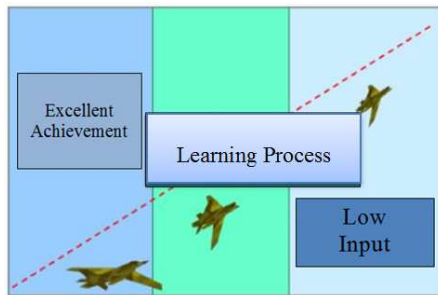 Excellent
Achievement
Learning Process
Low
Input